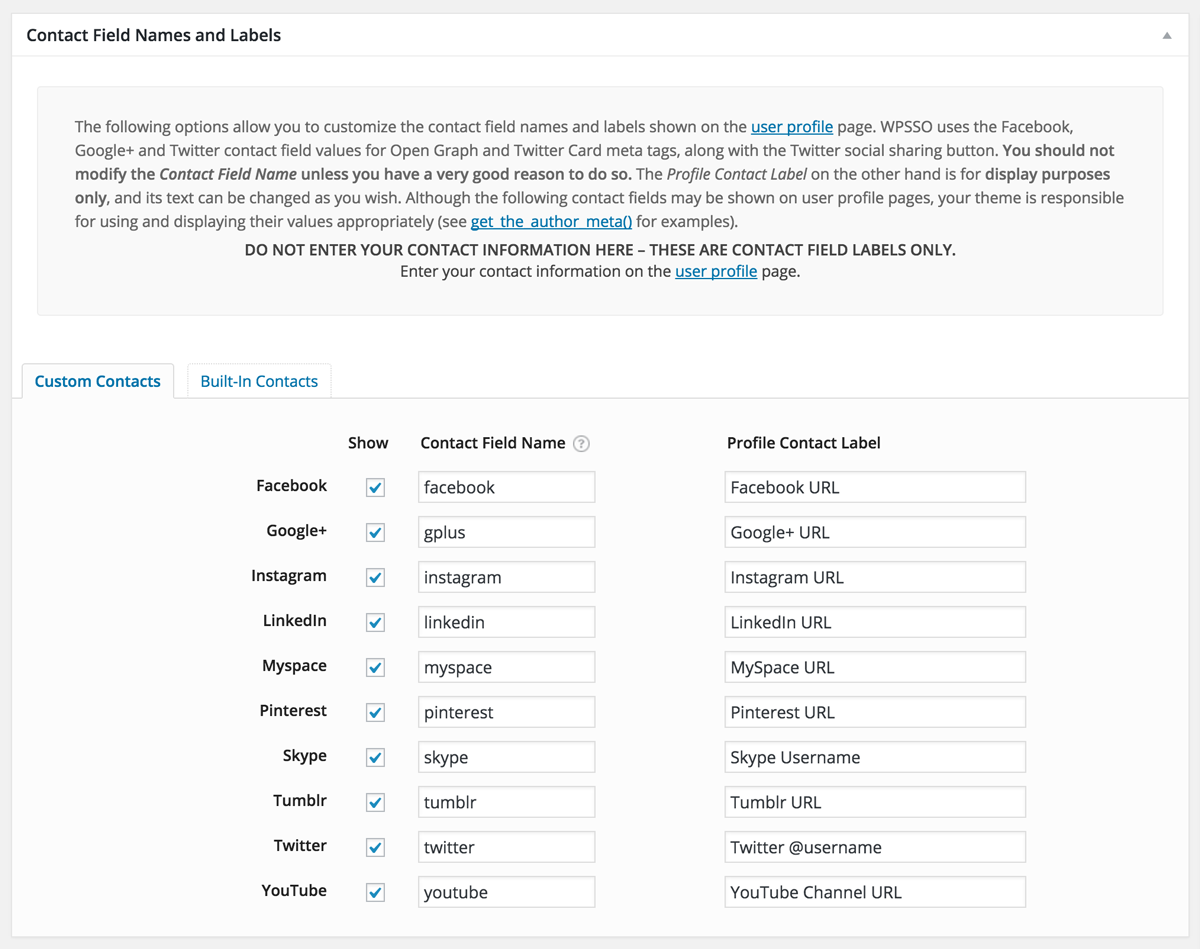 Contact Field Names and Labels
The following options allow you to customize the contact field names and labels shown on the user profile page. WPSSO uses the Facebook,
Google+ and Twitter contact field values for Open Graph and Twitter Card meta tags, along with the Twitter social sharing button. You should not
modify the Contact Field Name unless you have a very good reason to do so. The Profile Contact Label on the other hand is for display purposes
only, and its text can be changed as you wish. Although the following contact fields may be shown on user profile pages, your theme is responsible
for using and displaying their values appropriately (see get_the_author_meta() for examples).
DO NOT ENTER YOUR CONTACT INFORMATION HERE – THESE ARE CONTACT FIELD LABELS ONLY.
Enter your contact information on the user profile page.
Custom Contacts Built-In Contacts
Show Contact Field Name ? Profile Contact Label
Facebook facebook Facebook URL
Google+ gplus Google+ URL
Instagram instagram Instagram URL
LinkedIn linkedin LinkedIn URL
Myspace myspace MySpace URL
Pinterest pinterest Pinterest URL
Skype skype Skype Username
Tumblr tumblr Tumblr URL
Twitter twitter Twitter @username
YouTube youtube YouTube Channel URL